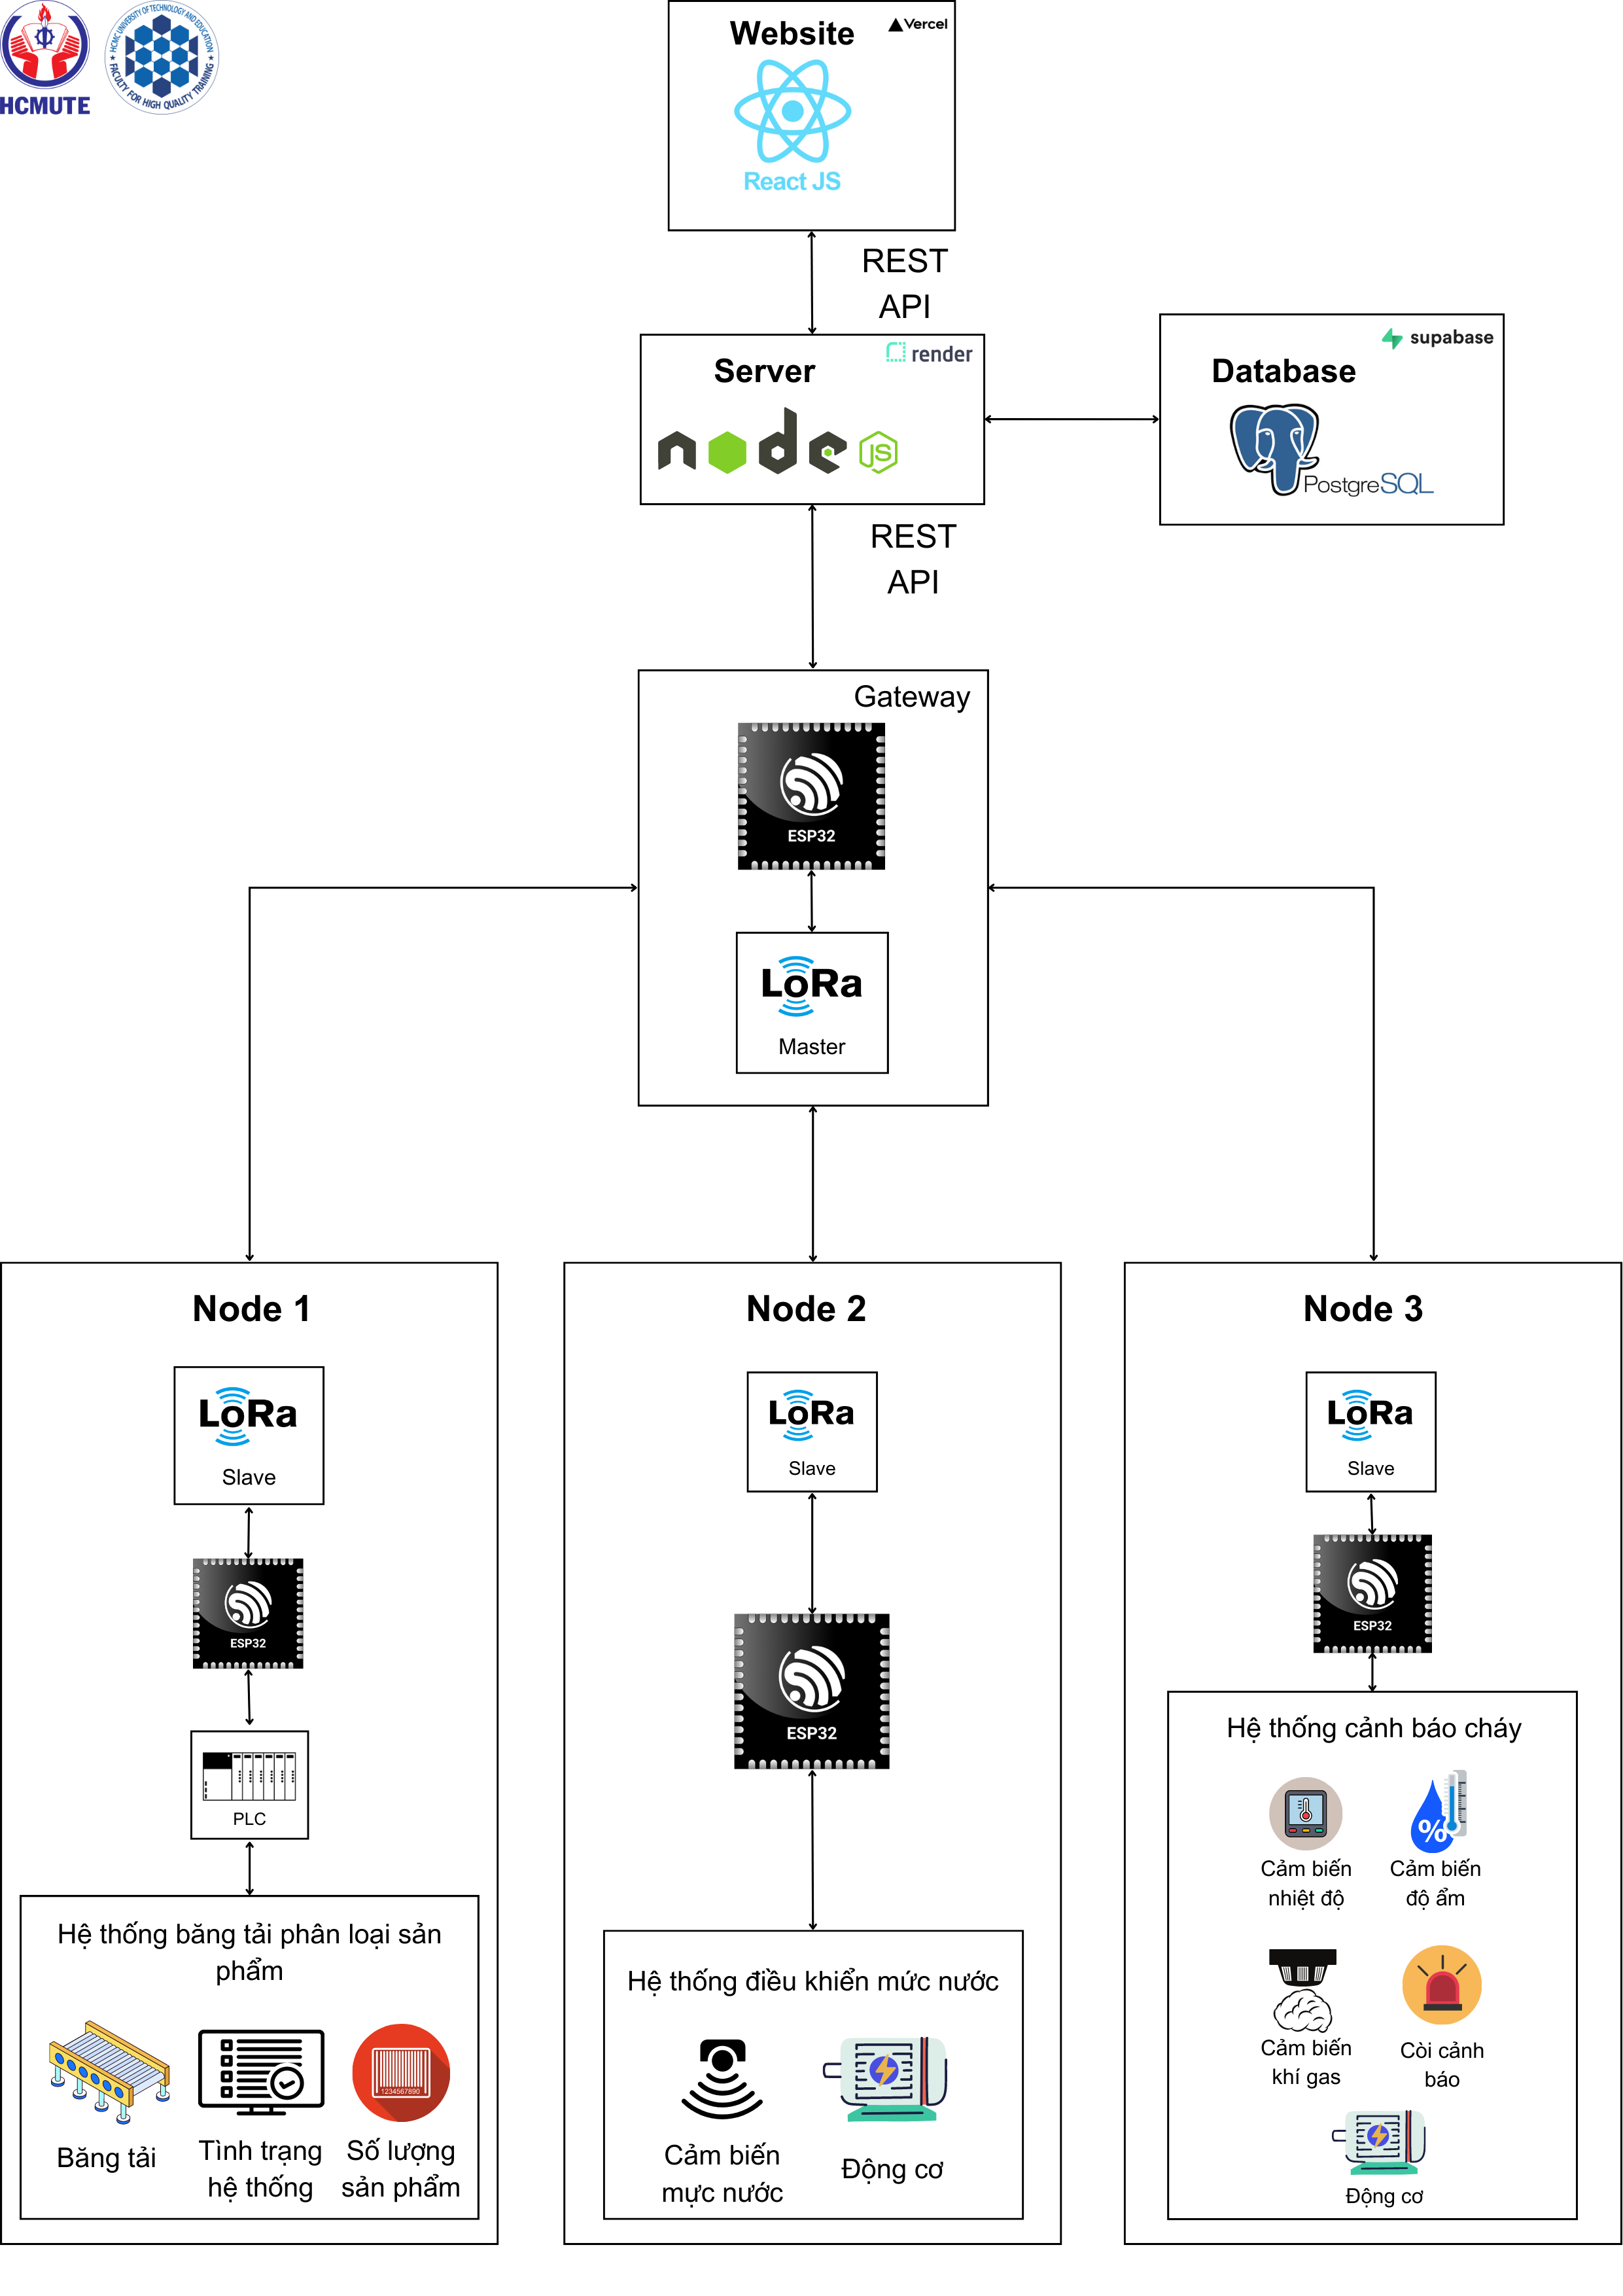 HCMUTE
HCMC UNIVERSITY OF TECHNOLOGY AND EDUCATION
FACULTY FOR HIGH QUALITY TRAINING
Website
Vercel
React JS
REST
API
render
Server
node
JS
supabase
Database
PostgreSQL
REST
API
Gateway
ESP32
LoRa
Master
Node 1
LoRa
Slave
ESP32
PLC
Hệ thống băng tải phân loại sản
phẩm
1234567890
Băng tải
Tình trạng
hệ thống
Số lượng
sản phẩm
Node 2
LoRa
Slave
ESP32
Hệ thống điều khiển mức nước
Cảm biến
mực nước
Động cơ
Node 3
LoRa
Slave
ESP32
Hệ thống cảnh báo cháy
%
Cảm biến
nhiệt độ
Cảm biến
độ ẩm
Cảm biến
khí gas
Còi cảnh
báo
Động cơ